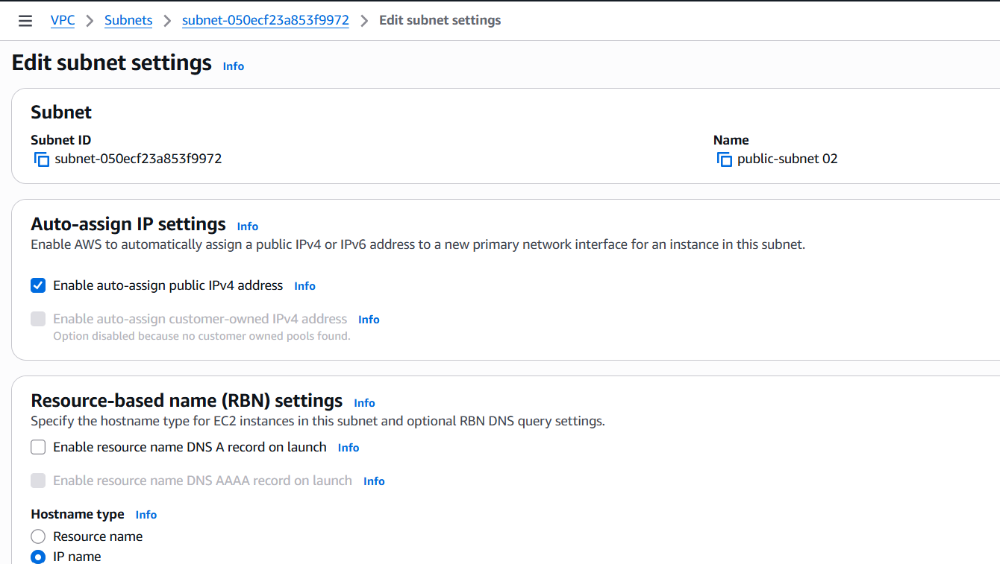 VPC > Subnets > subnet-050ecf23a853f9972 > Edit subnet settings
Edit subnet settings Info
Subnet
Subnet ID Name
subnet-050ecf23a853f9972 public-subnet 02
Auto-assign IP settings Info
Enable AWS to automatically assign a public IPv4 or IPv6 address to a new primary network interface for an instance in this subnet.
Enable auto-assign public IPv4 address Info
Enable auto-assign customer-owned IPv4 address Info
Option disabled because no customer owned pools found.
Resource-based name (RBN) settings Info
Specify the hostname type for EC2 instances in this subnet and optional RBN DNS query settings.
Enable resource name DNS A record on launch Info
Enable resource name DNS AAAA record on launch Info
Hostname type Info
Resource name
IP name